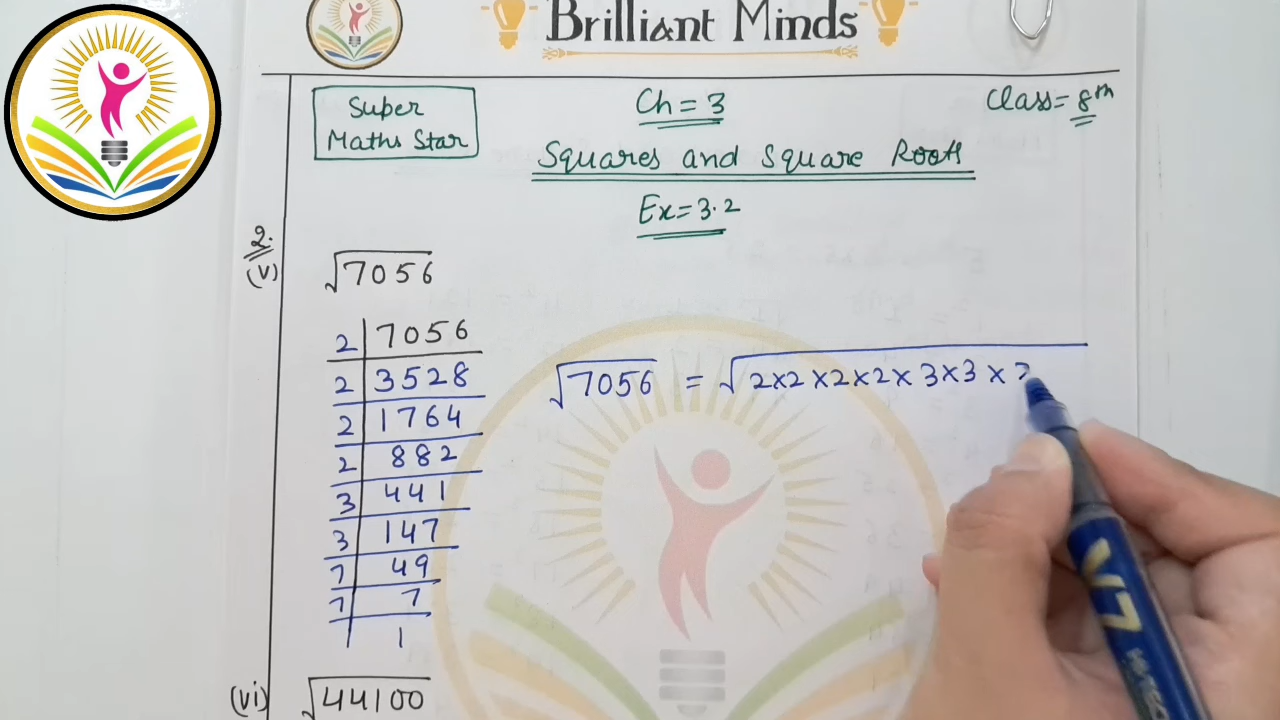 Brilliant Minds
Super
Maths Star
Ch = 3
Class = 8th
Squares and Square Roots
Ex = 3.2
2.
(v)
√7056
2 | 7056
2 | 3528
2 | 1764
2 | 882
3 | 441
3 | 147
7 | 49
7 | 7
| 1
√7056 = √2×2×2×2×3×3×
(vi) √44100
V7